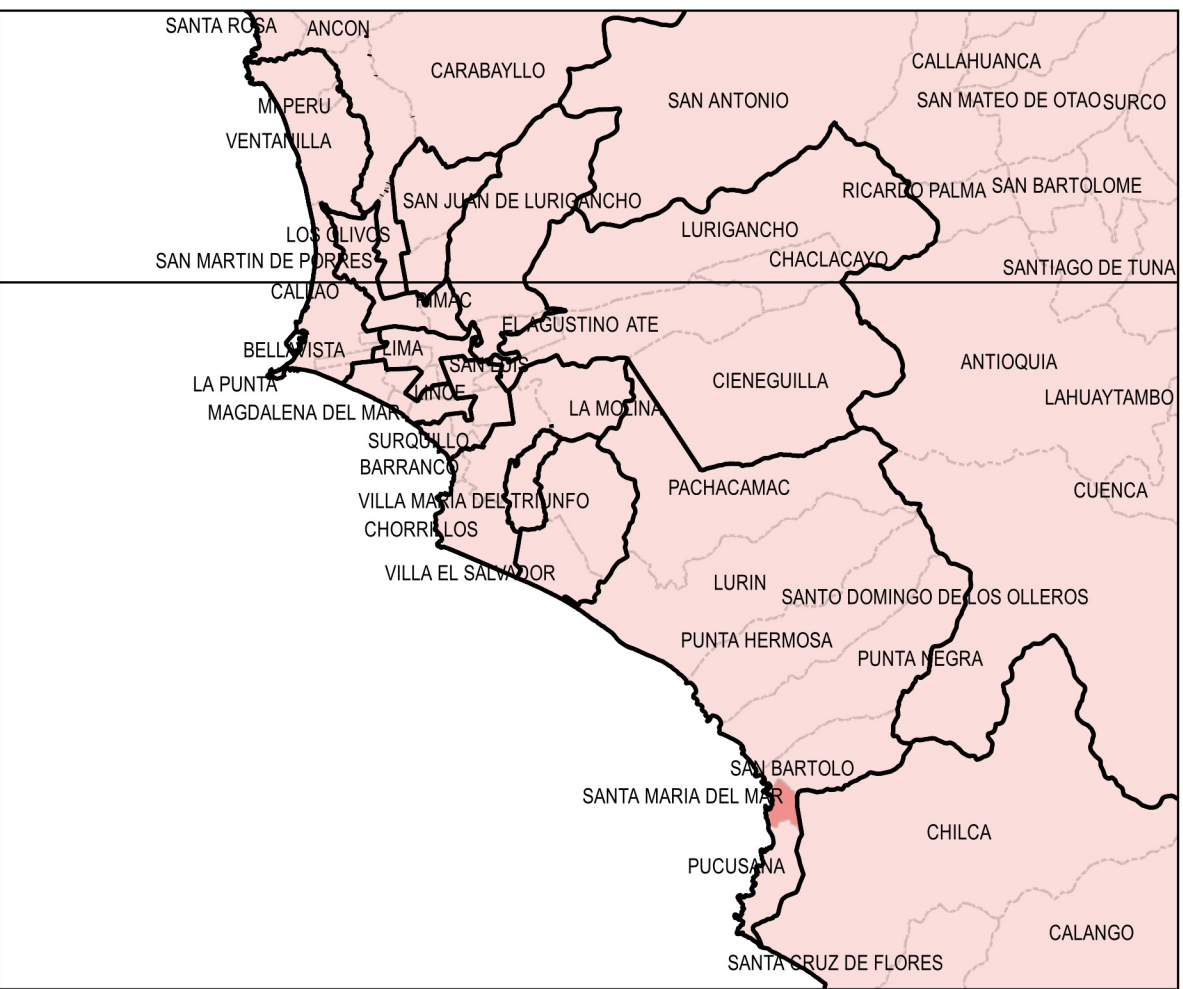 SANTA ROSA
ANCON
CARABAYLLO
CALLAHUANCA
SAN ANTONIO
SAN MATEO DE OTAO
SURCO
MI PERU
VENTANILLA
SAN JUAN DE LURIGANCHO
RICARDO PALMA
SAN BARTOLOME
LOS OLIVOS
LURIGANCHO
SAN MARTIN DE PORRES
CHACLACAYO
SANTIAGO DE TUNA
CALLAO
RIMAC
EL AGUSTINO
ATE
BELLAVISTA
LIMA
SAN LUIS
ANTIOQUIA
LA PUNTA
LINCE
CIENEGUILLA
LAHUAYTAMBO
MAGDALENA DEL MAR
LA MOLINA
SURQUILLO
BARRANCO
PACHACAMAC
CUENCA
VILLA MARIA DEL TRIUNFO
CHORRILLOS
VILLA EL SALVADOR
LURIN
SANTO DOMINGO DE LOS OLLEROS
PUNTA HERMOSA
PUNTA NEGRA
SAN BARTOLO
SANTA MARIA DEL MAR
CHILCA
PUCUSANA
CALANGO
SANTA CRUZ DE FLORES